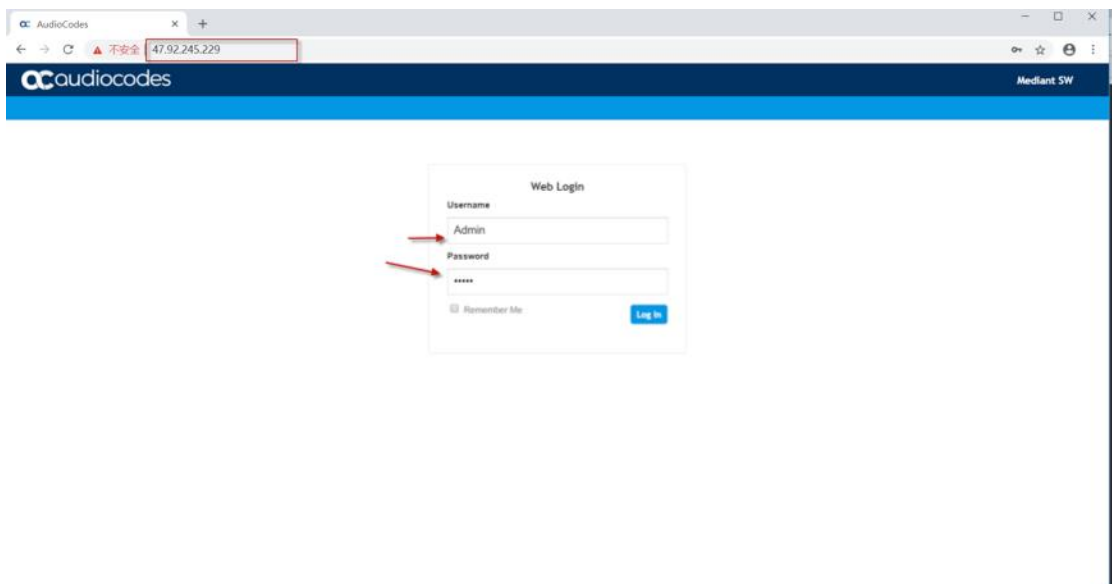 AudioCodes
不安全 47.92.245.229
audiocodes Mediant SW
Web Login
Username
Admin
Password
•••••
Remember Me Log In